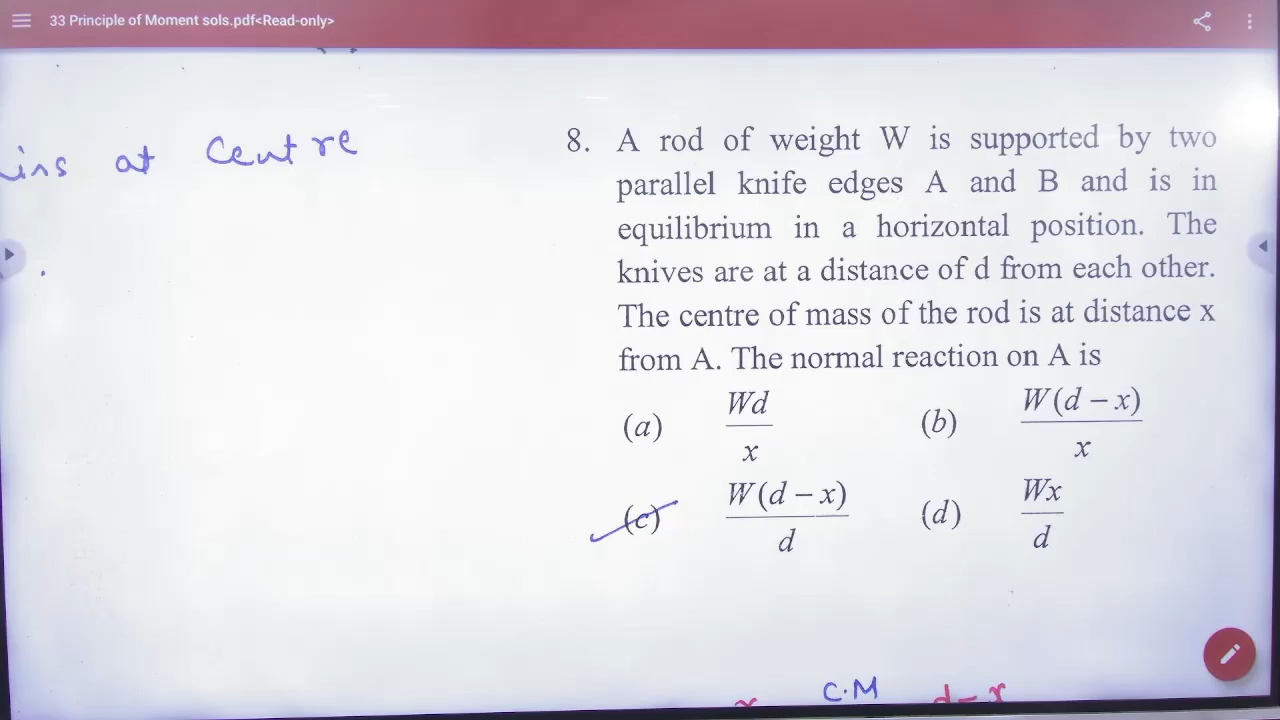 33 Principle of Moment sols.pdf<Read-only>
at Centre
8. A rod of weight W is supported by two
parallel knife edges A and B and is in
equilibrium in a horizontal position. The
knives are at a distance of d from each other.
The centre of mass of the rod is at distance x
from A. The normal reaction on A is
(a) Wd/x (b) W(d – x)/x
(c) W(d – x)/d (d) Wx/d
x C.M d-x